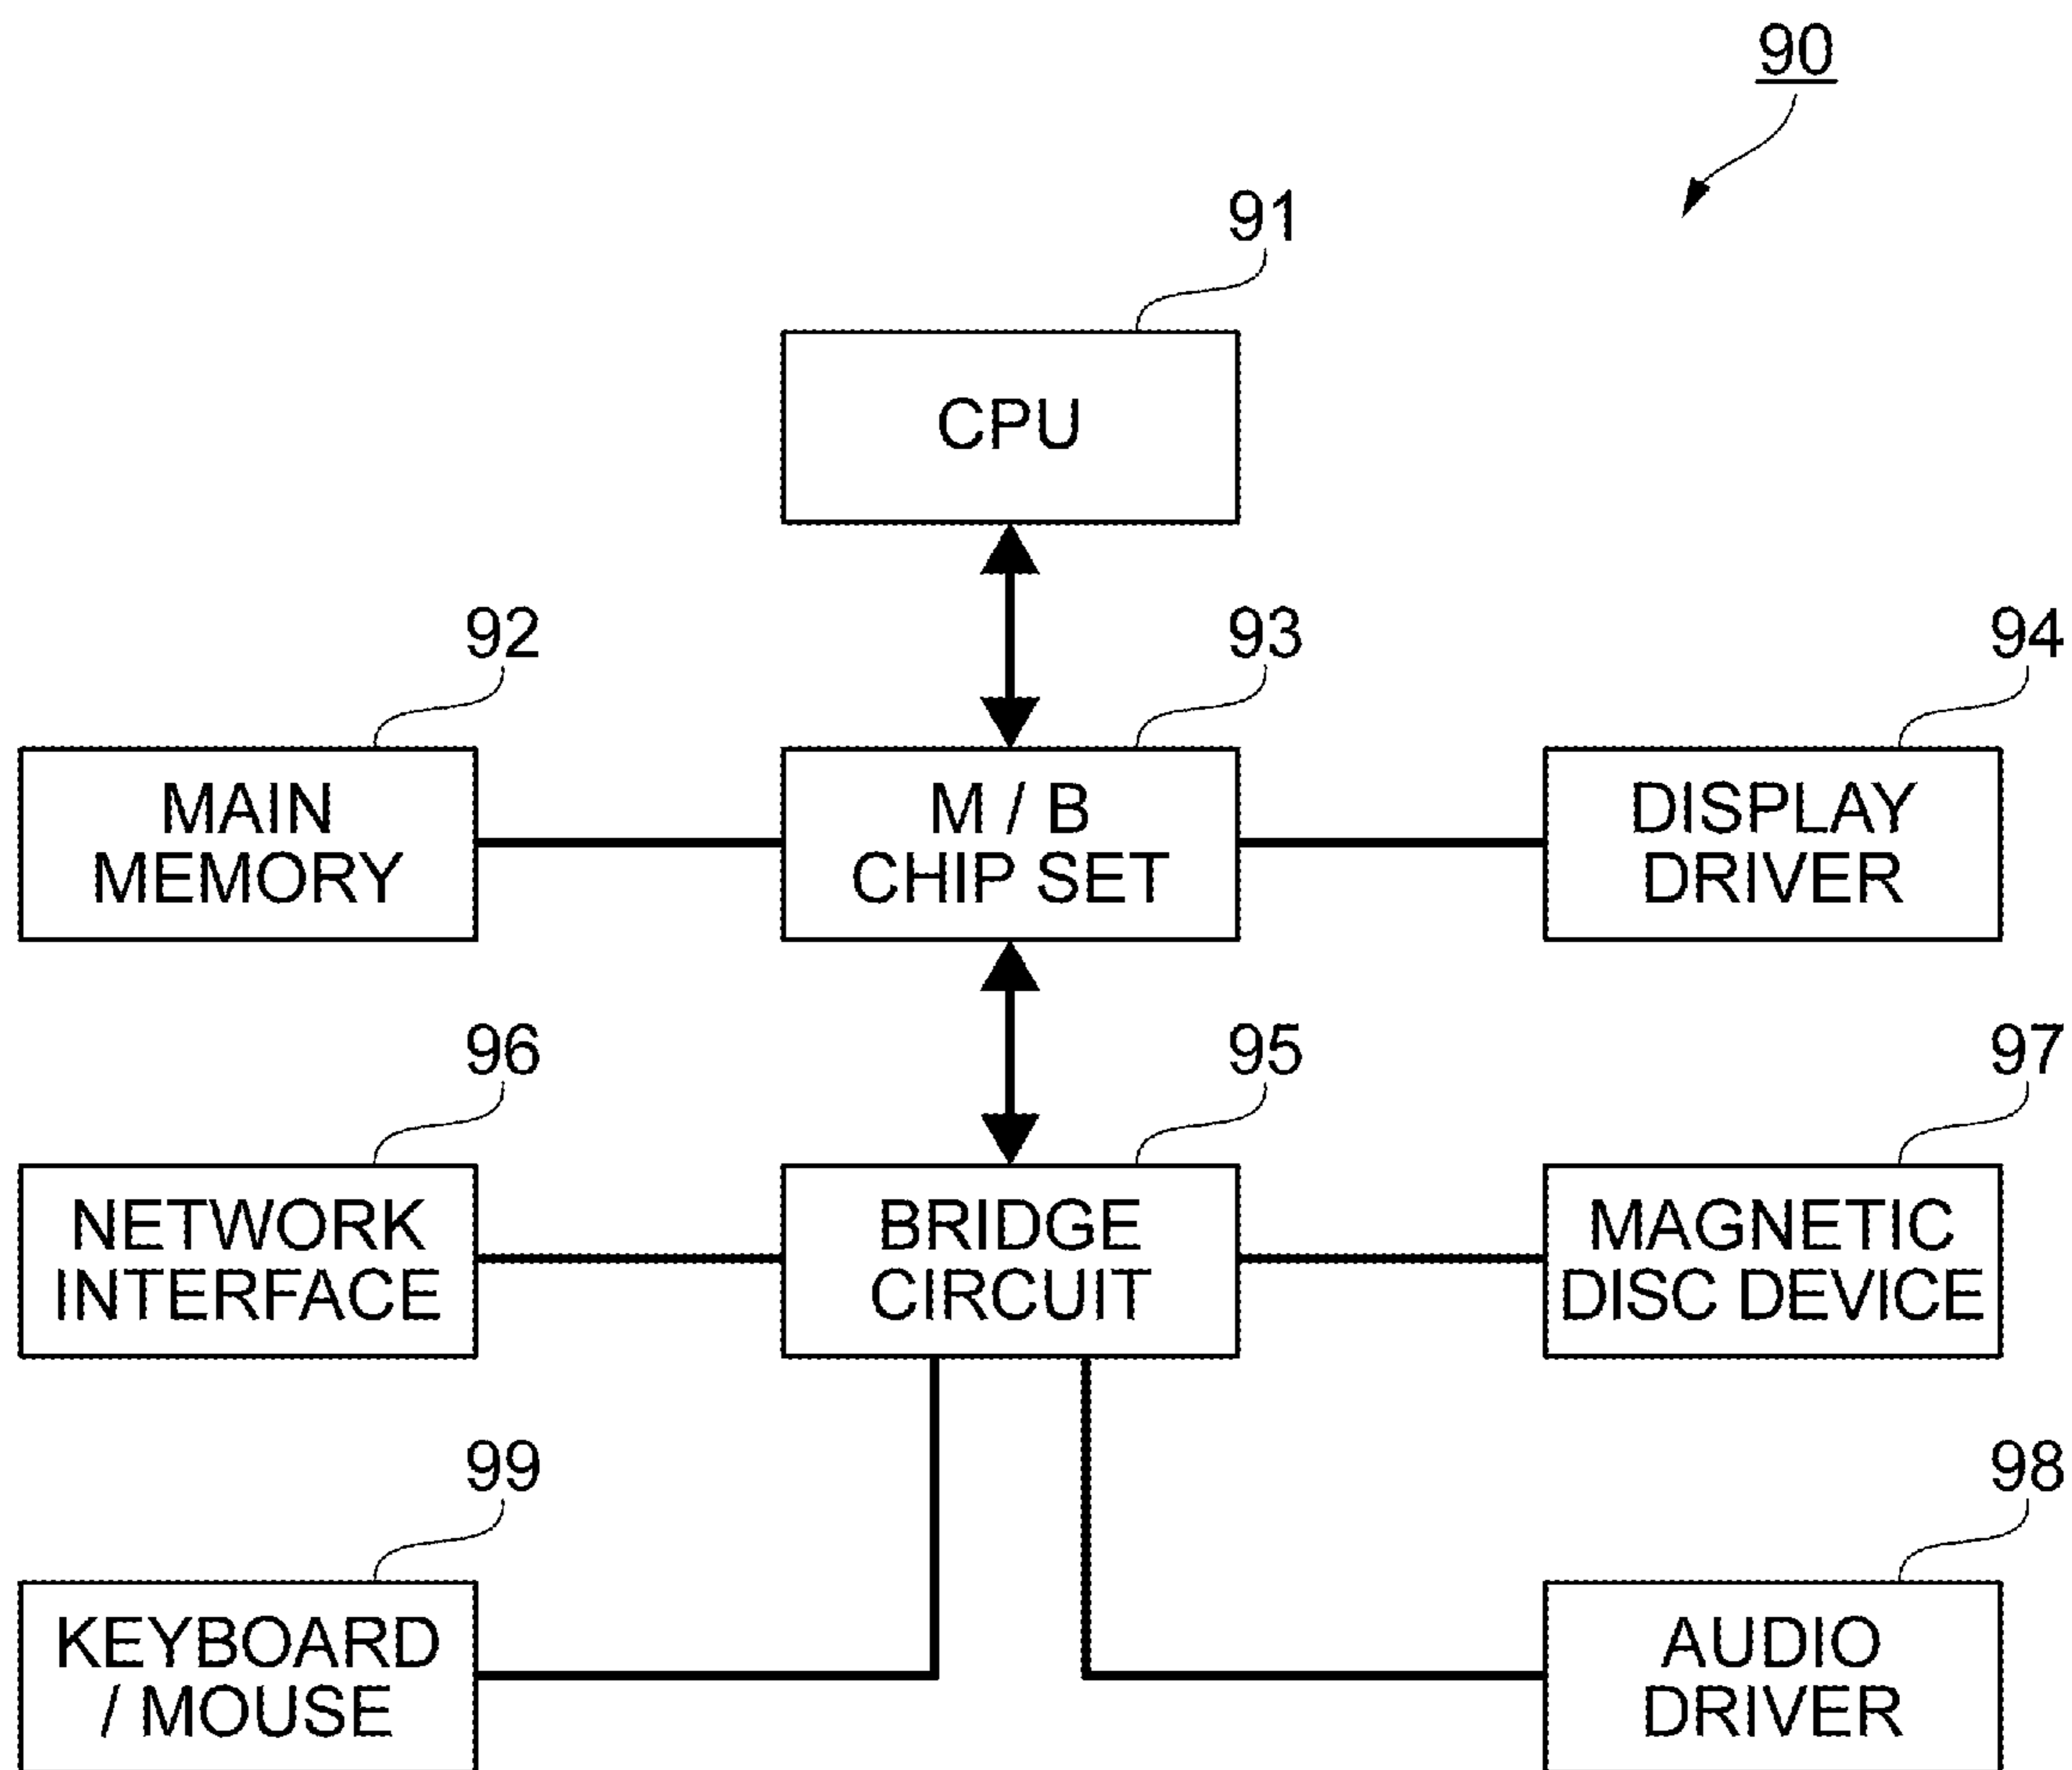 90
91
CPU
92
93
94
MAIN
MEMORY
M / B
CHIP SET
DISPLAY
DRIVER
96
95
97
NETWORK
INTERFACE
BRIDGE
CIRCUIT
MAGNETIC
DISC DEVICE
99
98
KEYBOARD
/ MOUSE
AUDIO
DRIVER